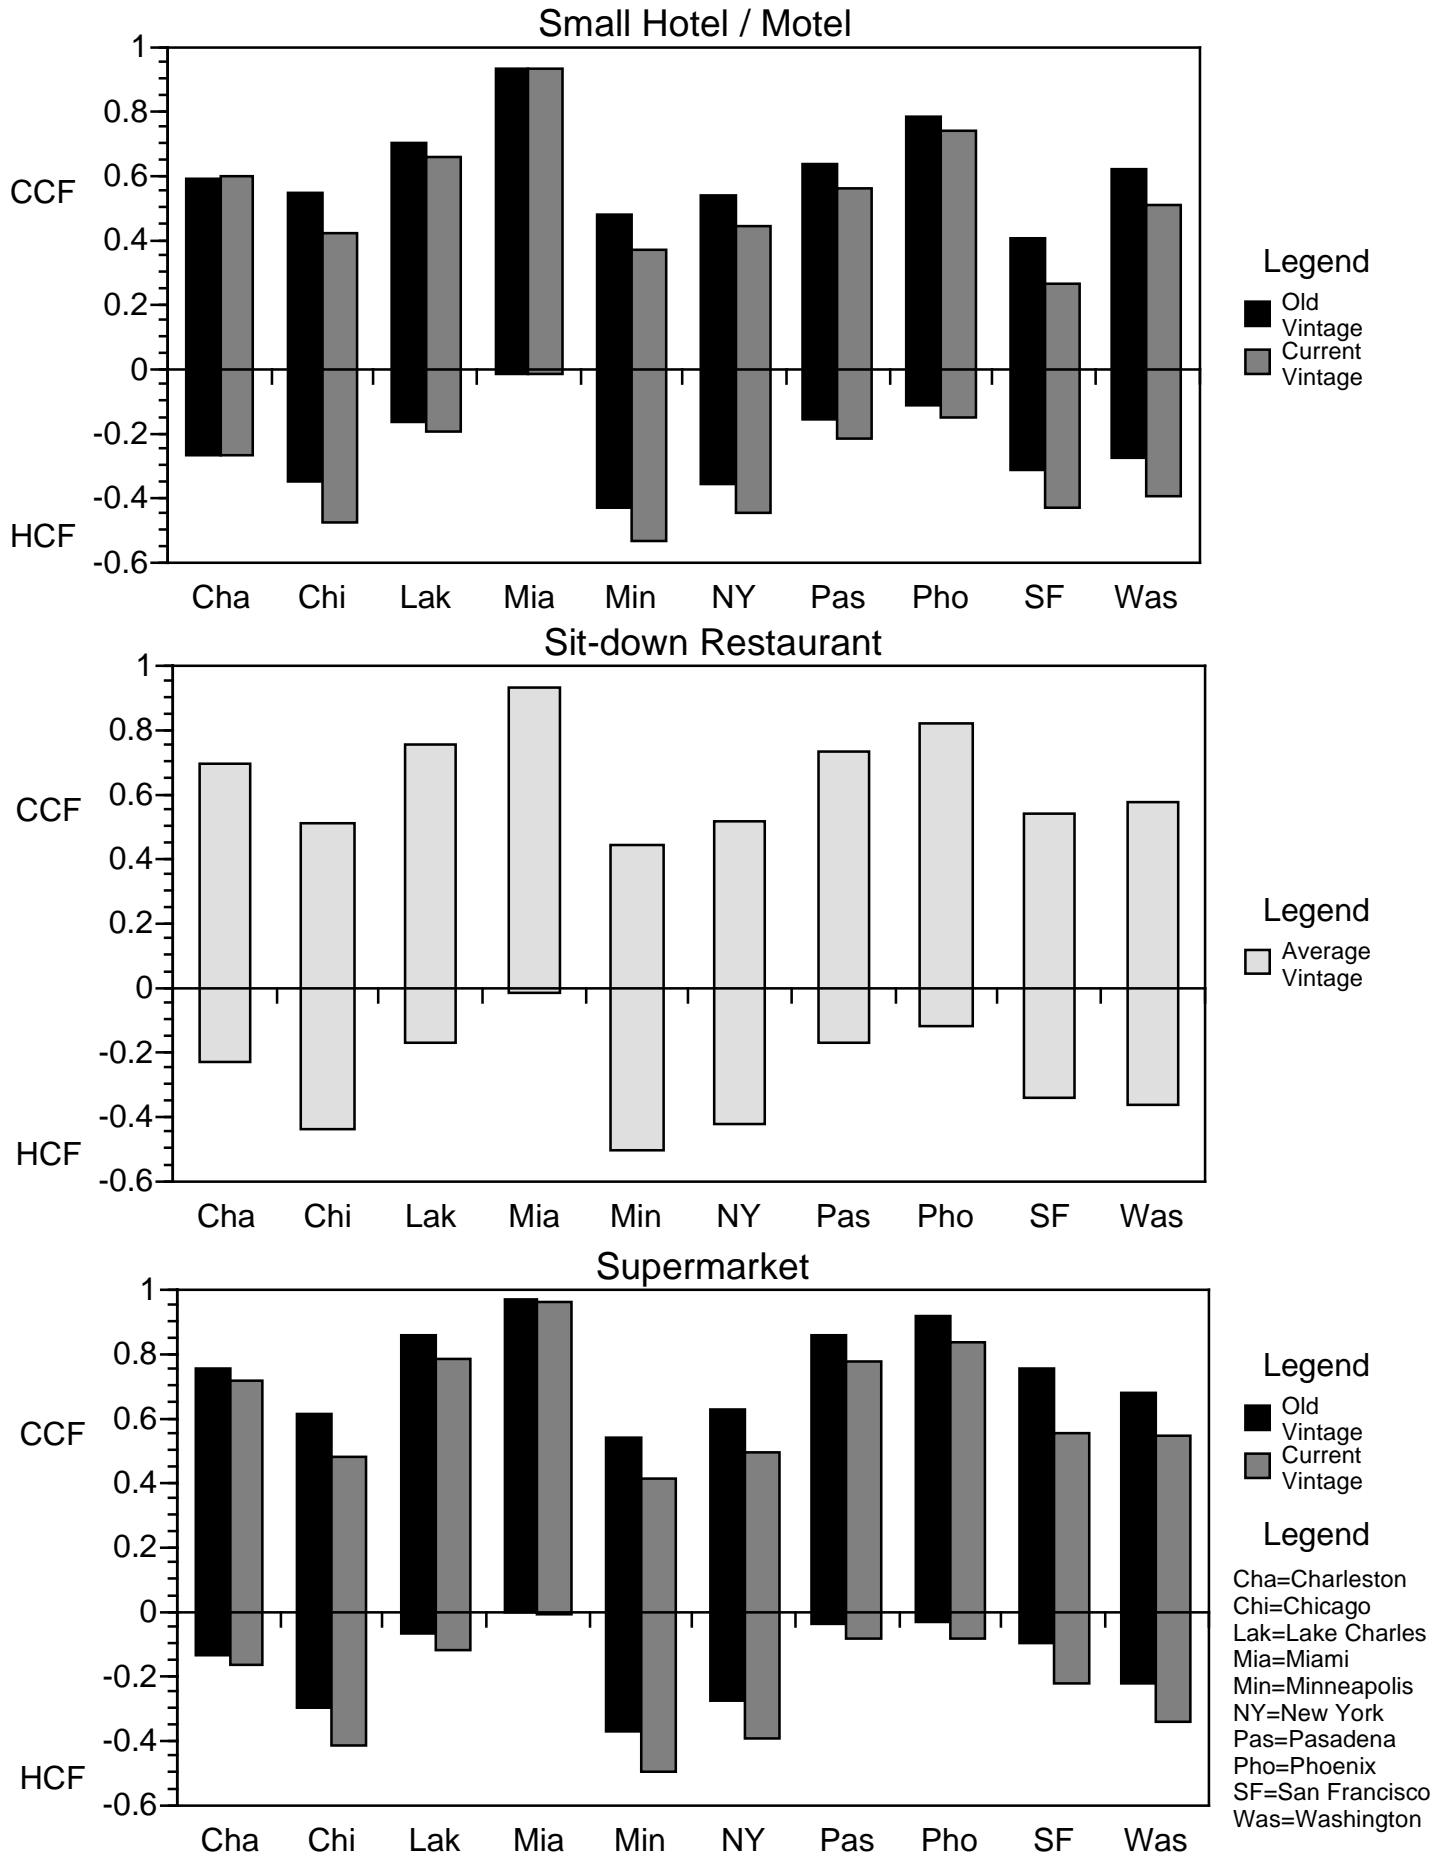 Small Hotel / Motel
1
0.8
0.6
CCF
0.4
0.2
0
-0.2
-0.4
HCF
-0.6
Cha Chi Lak Mia Min NY Pas Pho SF Was
Legend
Old
Vintage
Current
Vintage
Sit-down Restaurant
1
0.8
0.6
CCF
0.4
0.2
0
-0.2
-0.4
HCF
-0.6
Cha Chi Lak Mia Min NY Pas Pho SF Was
Legend
Average
Vintage
Supermarket
1
0.8
0.6
CCF
0.4
0.2
0
-0.2
-0.4
HCF
-0.6
Cha Chi Lak Mia Min NY Pas Pho SF Was
Legend
Old
Vintage
Current
Vintage
Legend
Cha=Charleston
Chi=Chicago
Lak=Lake Charles
Mia=Miami
Min=Minneapolis
NY=New York
Pas=Pasadena
Pho=Phoenix
SF=San Francisco
Was=Washington